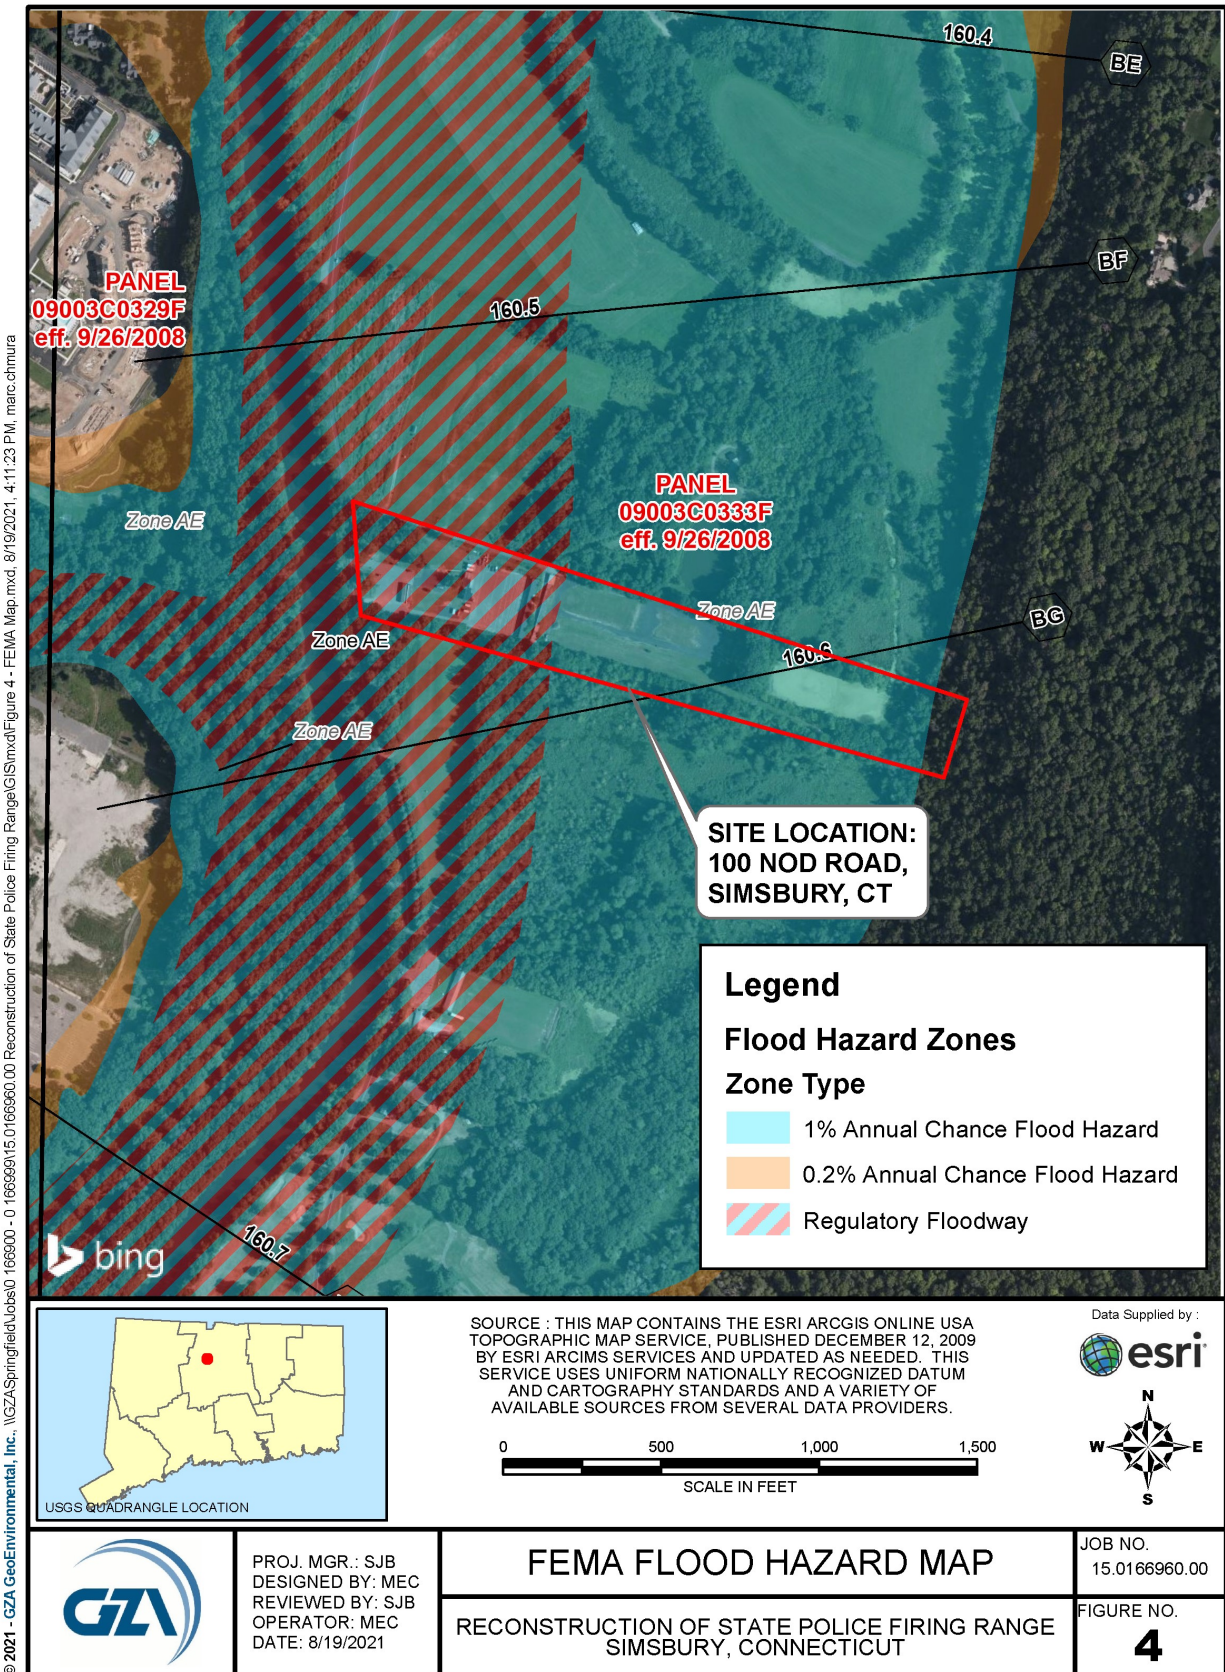 160.4
BE
BF
160.5
PANEL
09003C0329F
eff. 9/26/2008
PANEL
09003C0333F
eff. 9/26/2008
Zone AE
Zone AE
Zone AE
BG
160.6
Zone AE
SITE LOCATION:
100 NOD ROAD,
SIMSBURY, CT
Legend
Flood Hazard Zones
Zone Type
1% Annual Chance Flood Hazard
0.2% Annual Chance Flood Hazard
Regulatory Floodway
160.7
bing
© 2021 - GZA GeoEnvironmental, Inc., \\GZASpringfield\Jobs\0 166900 - 0 166999\15.0166960.00 Reconstruction of State Police Firing Range\GIS\mxd\Figure 4 - FEMA Map.mxd, 8/19/2021, 4:11:23 PM, marc.chmura
USGS QUADRANGLE LOCATION
SOURCE : THIS MAP CONTAINS THE ESRI ARCGIS ONLINE USA
TOPOGRAPHIC MAP SERVICE, PUBLISHED DECEMBER 12, 2009
BY ESRI ARCIMS SERVICES AND UPDATED AS NEEDED. THIS
SERVICE USES UNIFORM NATIONALLY RECOGNIZED DATUM
AND CARTOGRAPHY STANDARDS AND A VARIETY OF
AVAILABLE SOURCES FROM SEVERAL DATA PROVIDERS.
0 500 1,000 1,500
SCALE IN FEET
Data Supplied by :
esri
N
W E
S
GZA
PROJ. MGR.: SJB
DESIGNED BY: MEC
REVIEWED BY: SJB
OPERATOR: MEC
DATE: 8/19/2021
FEMA FLOOD HAZARD MAP
RECONSTRUCTION OF STATE POLICE FIRING RANGE
SIMSBURY, CONNECTICUT
JOB NO.
15.0166960.00
FIGURE NO.
4